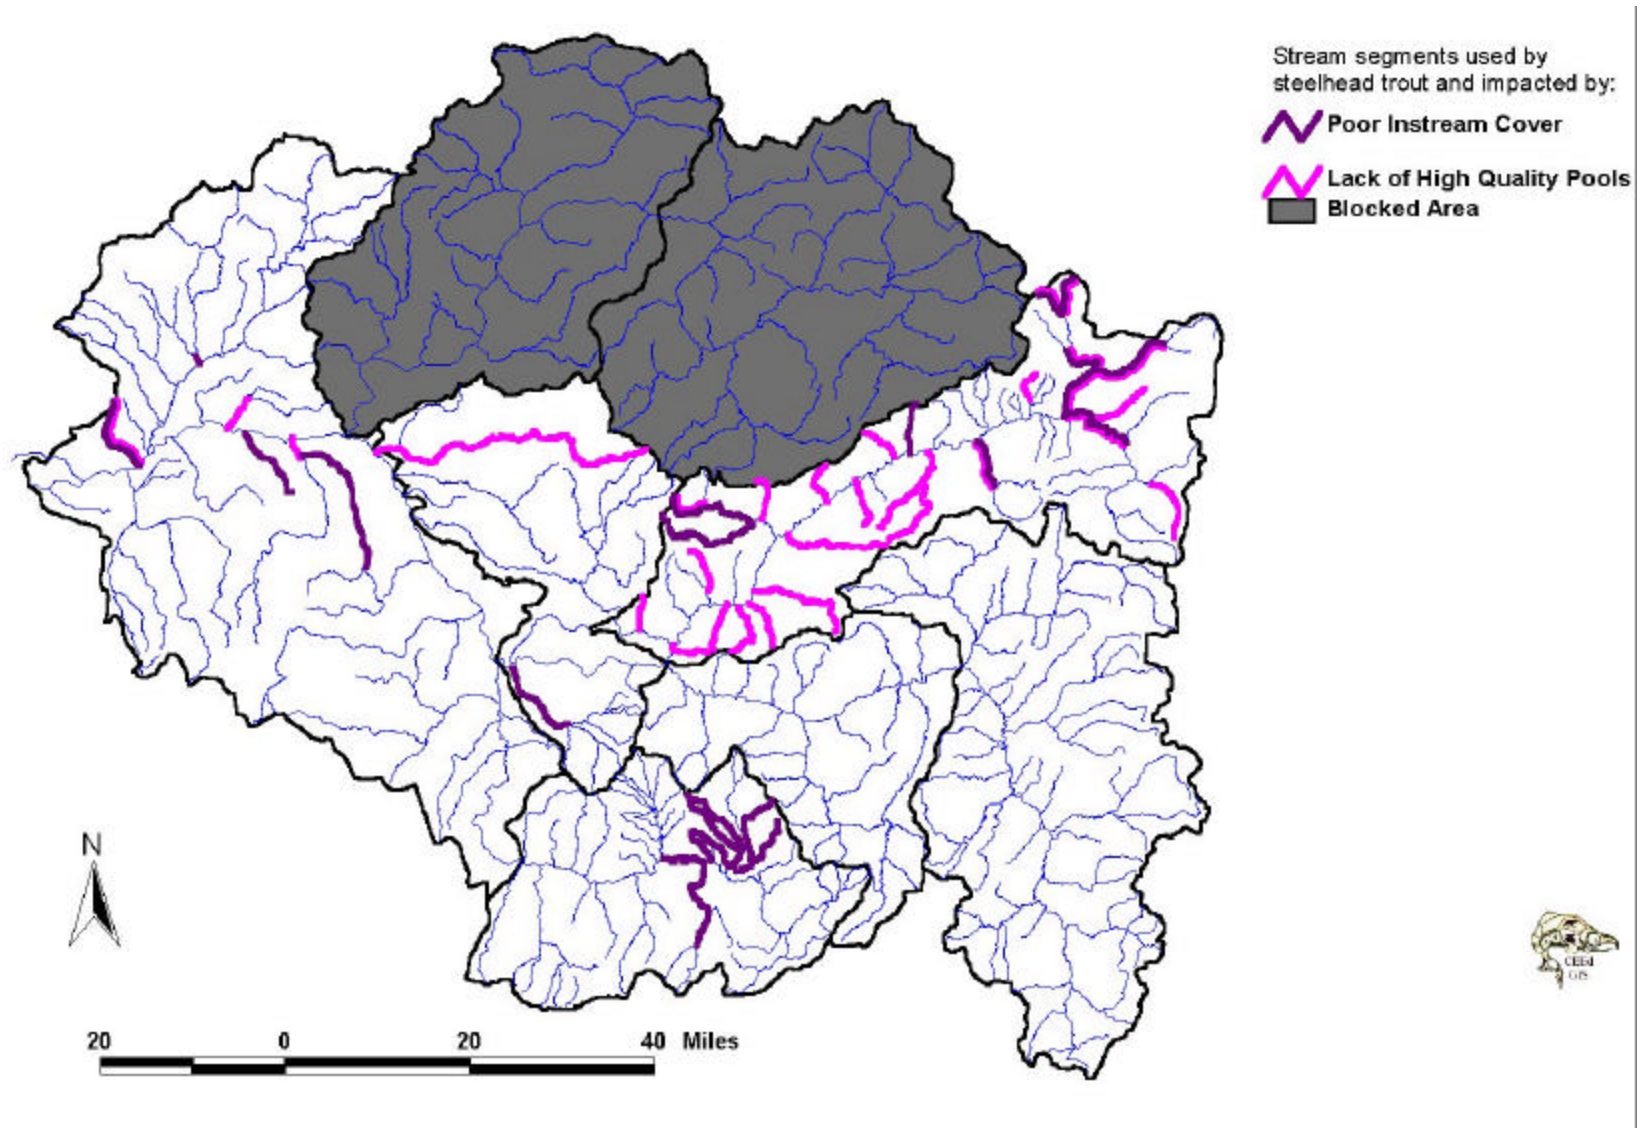 Stream segments used by
steelhead trout and impacted by:
Poor Instream Cover
Lack of High Quality Pools
Blocked Area
N
20 0 20 40 Miles
GIS